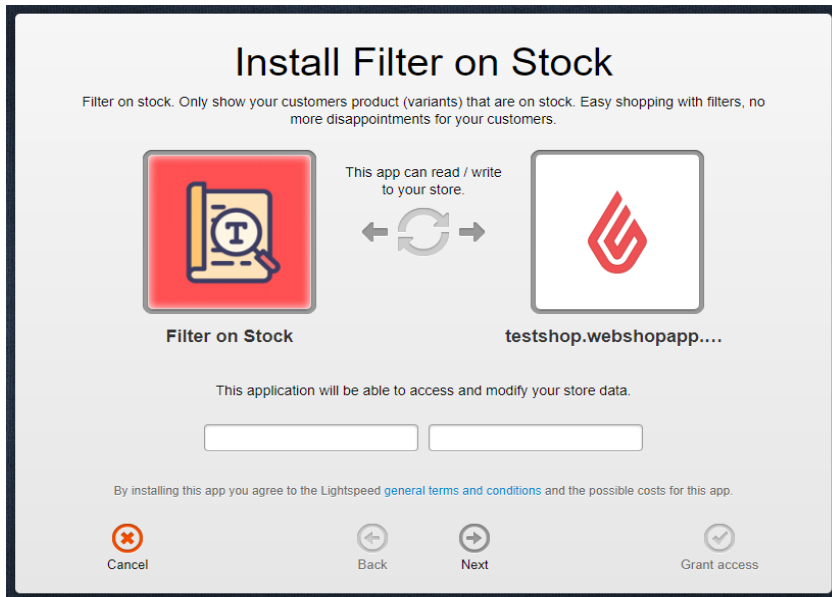 Install Filter on Stock
Filter on stock. Only show your customers product (variants) that are on stock. Easy shopping with filters, no
more disappointments for your customers.
This app can read / write
to your store.
T
Filter on Stock
testshop.webshopapp....
This application will be able to access and modify your store data.
By installing this app you agree to the Lightspeed general terms and conditions and the possible costs for this app.
Cancel
Back
Next
Grant access